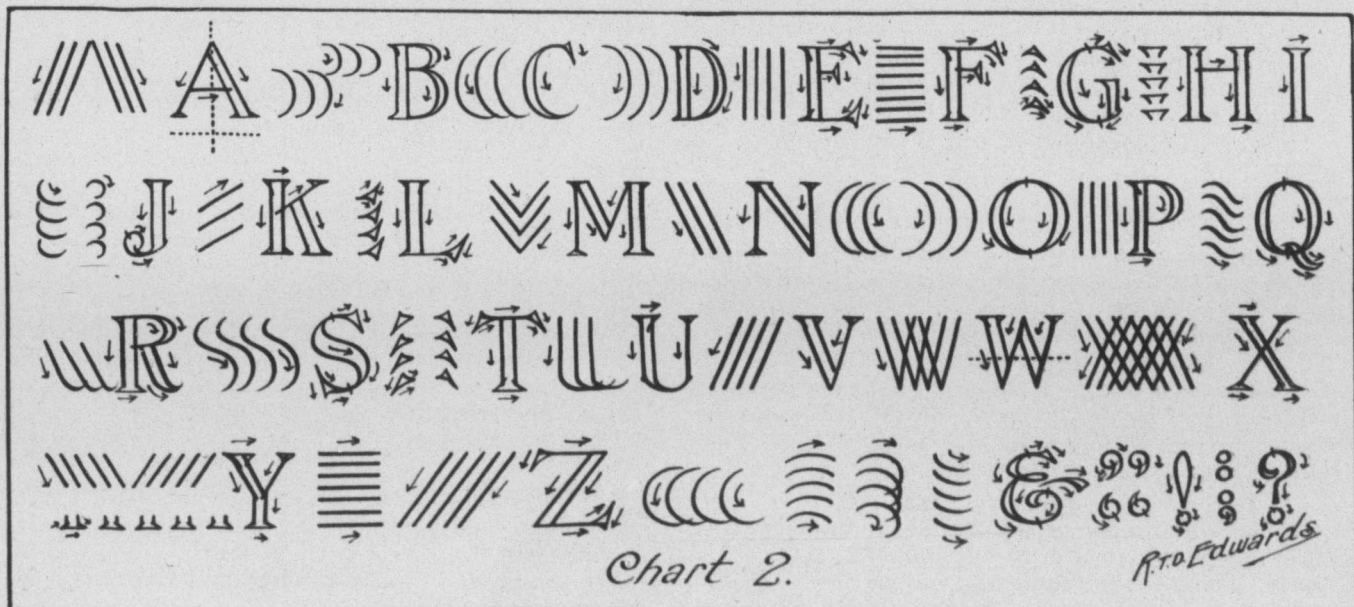 A B C D E F G H I
J K L M N O P Q
R S T U V W X
Y Z & , , ‘ ‘ ! : ; ?
Chart 2.
R.T.O. Edwards